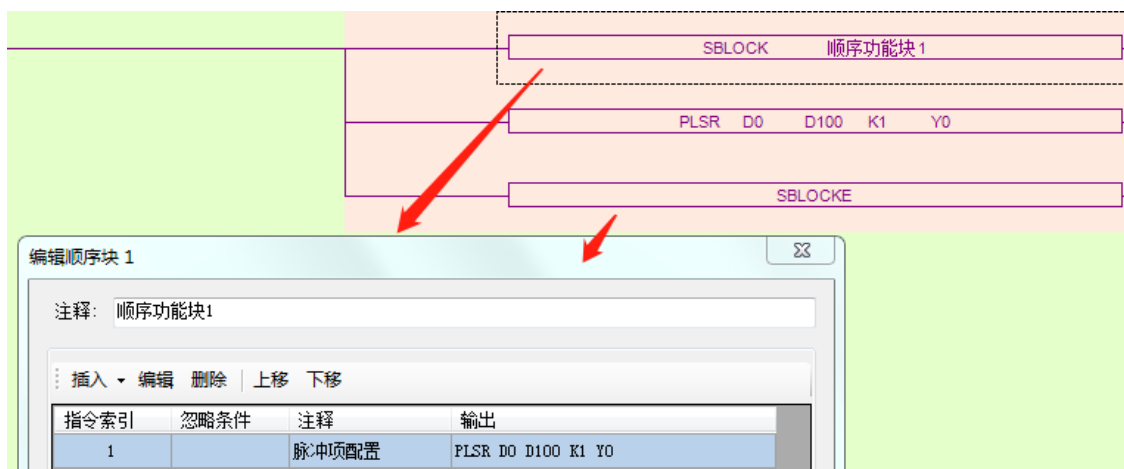 SBLOCK 顺序功能块1
PLSR D0 D100 K1 Y0
SBLOCKE
编辑顺序块 1
注释: 顺序功能块1
插入 编辑 删除 上移 下移
指令索引 忽略条件 注释 输出
1 脉冲项配置 PLSR D0 D100 K1 Y0